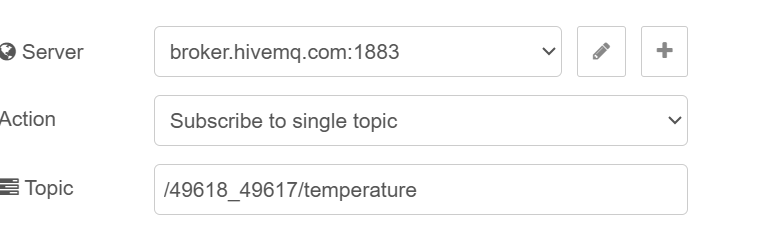 Server broker.hivemq.com:1883
Action Subscribe to single topic
Topic /49618_49617/temperature